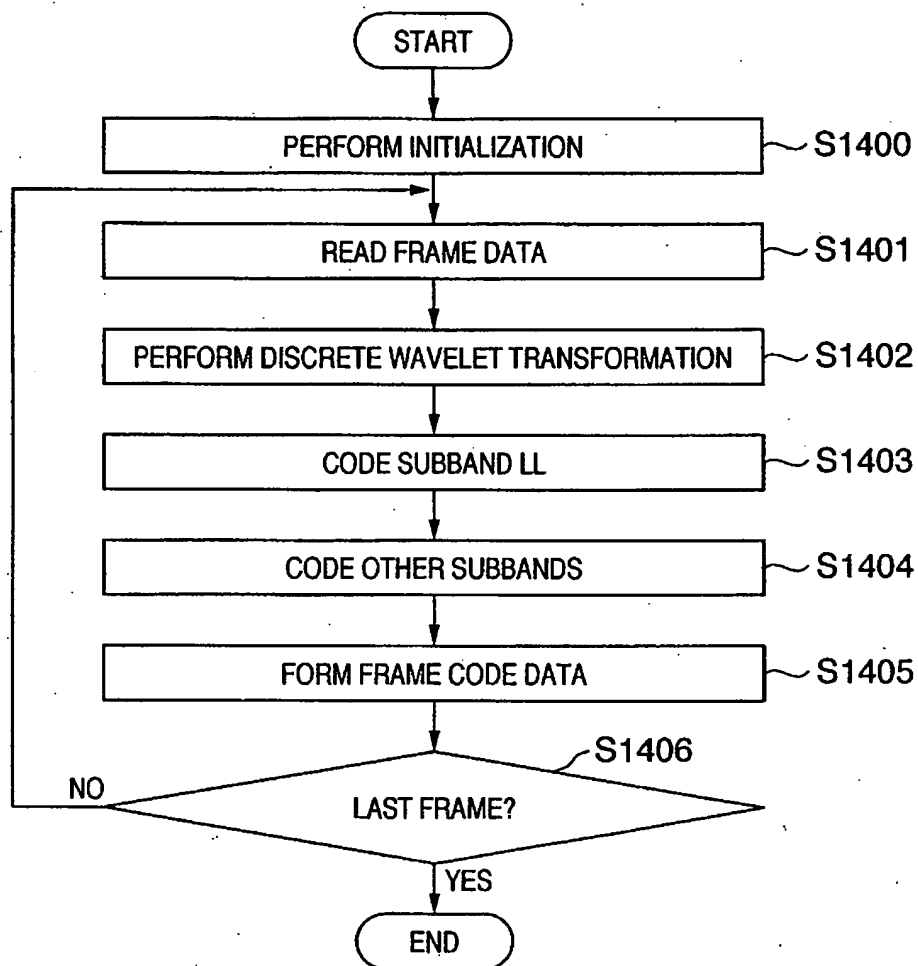 START
PERFORM INITIALIZATION
S1400
READ FRAME DATA
S1401
PERFORM DISCRETE WAVELET TRANSFORMATION
S1402
CODE SUBBAND LL
S1403
CODE OTHER SUBBANDS
S1404
FORM FRAME CODE DATA
S1405
S1406
NO
LAST FRAME?
YES
END